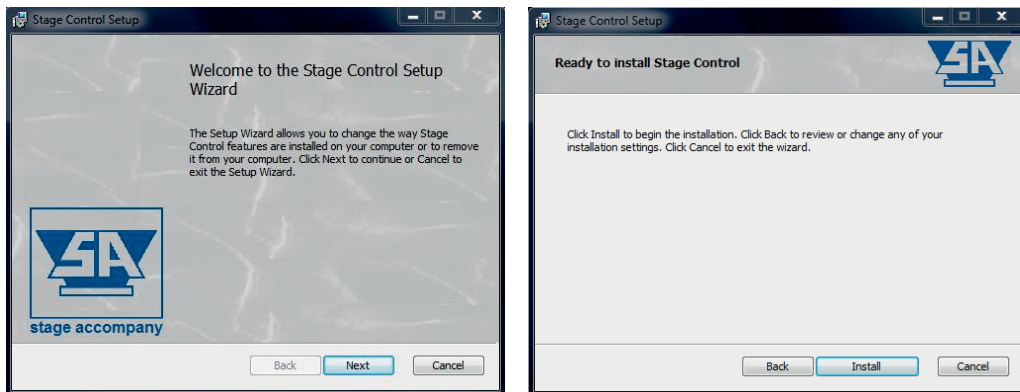 Stage Control Setup
Welcome to the Stage Control Setup
Wizard
The Setup Wizard allows you to change the way Stage
Control features are installed on your computer or to remove
it from your computer. Click Next to continue or Cancel to
exit the Setup Wizard.
SA
stage accompany
Back
Next
Cancel
Stage Control Setup
Ready to install Stage Control
SA
Click Install to begin the installation. Click Back to review or change any of your
installation settings. Click Cancel to exit the wizard.
Back
Install
Cancel